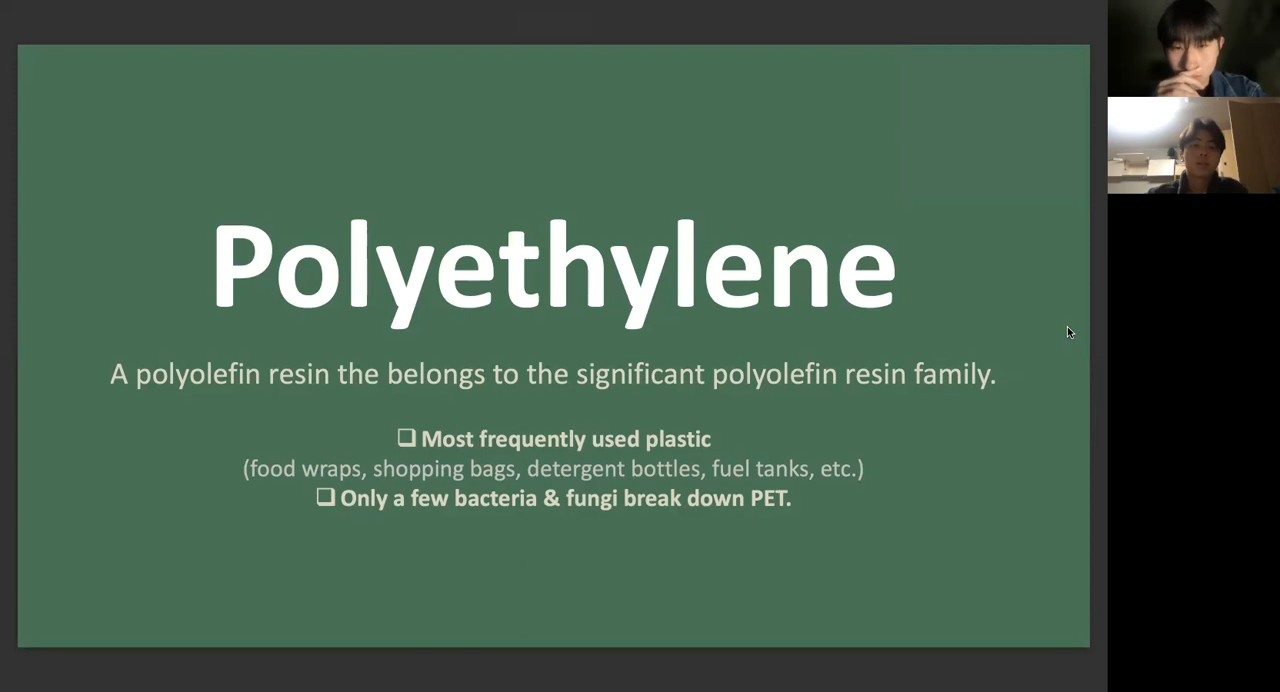 Polyethylene
A polyolefin resin the belongs to the significant polyolefin resin family.
❑ Most frequently used plastic
(food wraps, shopping bags, detergent bottles, fuel tanks, etc.)
❑ Only a few bacteria & fungi break down PET.